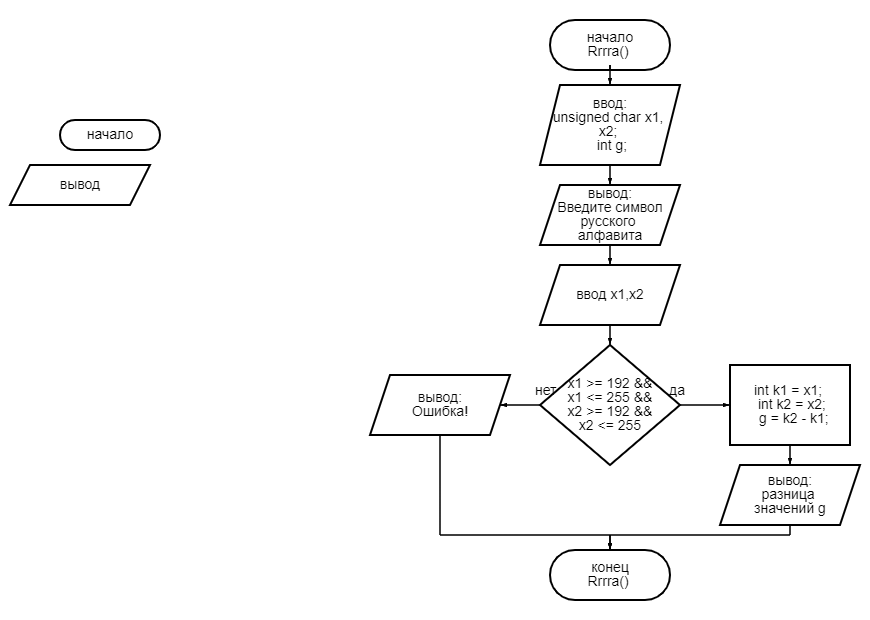 начало
Rrrra()
ввод:
unsigned char x1,
x2;
int g;
начало
вывод
вывод:
Введите символ
русского
алфавита
ввод x1,x2
нет
x1 >= 192 &&
x1 <= 255 &&
x2 >= 192 &&
x2 <= 255
да
вывод:
Ошибка!
int k1 = x1;
int k2 = x2;
g = k2 - k1;
вывод:
разница
значений g
конец
Rrrra()